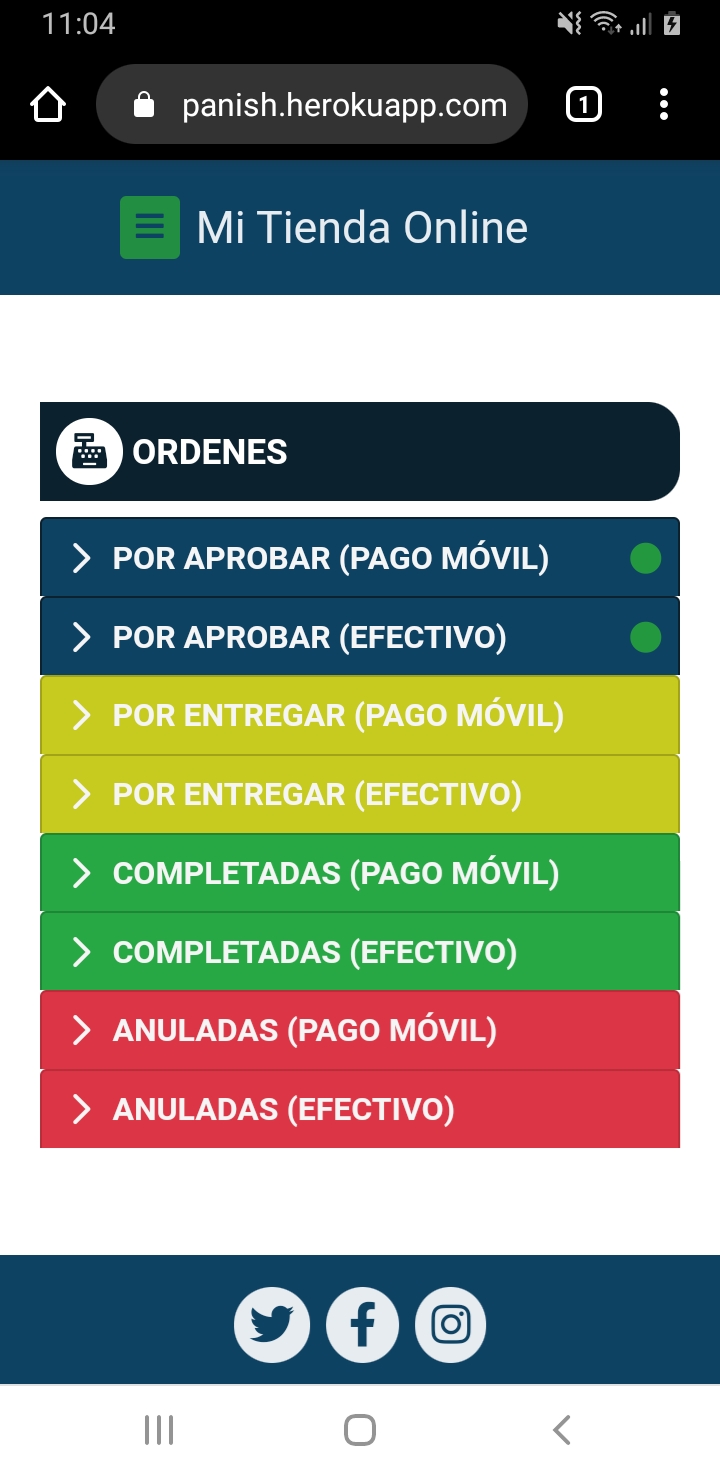 11:04
panish.herokuapp.com
1
Mi Tienda Online
ORDENES
POR APROBAR (PAGO MÓVIL)
POR APROBAR (EFECTIVO)
POR ENTREGAR (PAGO MÓVIL)
POR ENTREGAR (EFECTIVO)
COMPLETADAS (PAGO MÓVIL)
COMPLETADAS (EFECTIVO)
ANULADAS (PAGO MÓVIL)
ANULADAS (EFECTIVO)